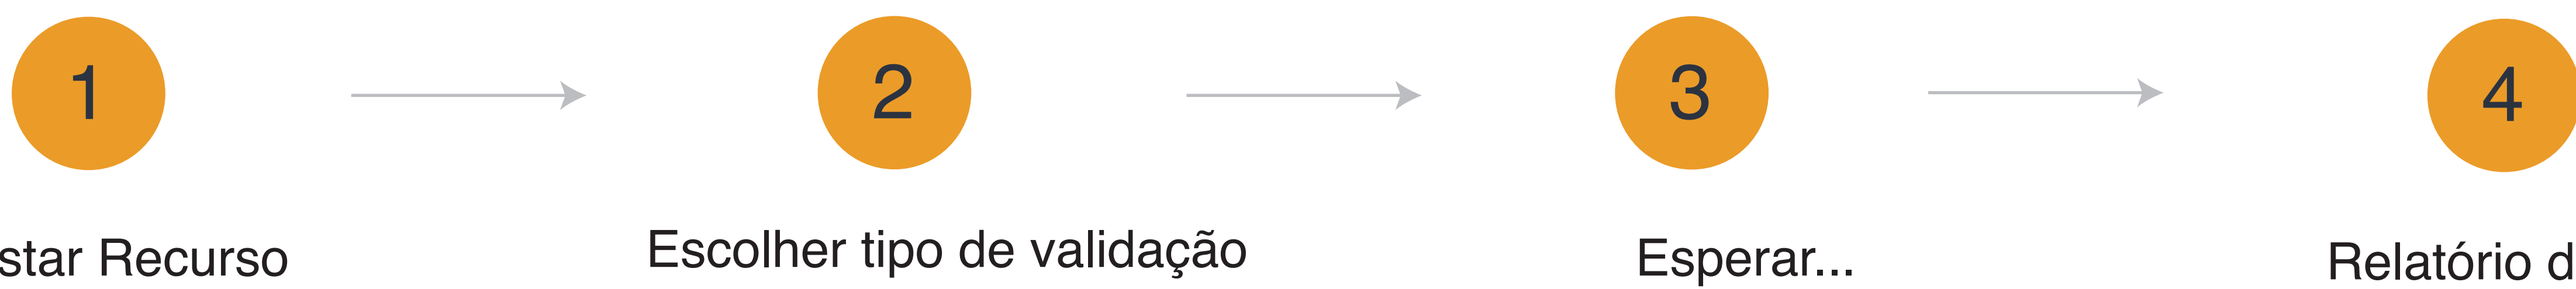 1
2
3
4
star Recurso
Escolher tipo de validação
Esperar...
Relatório d